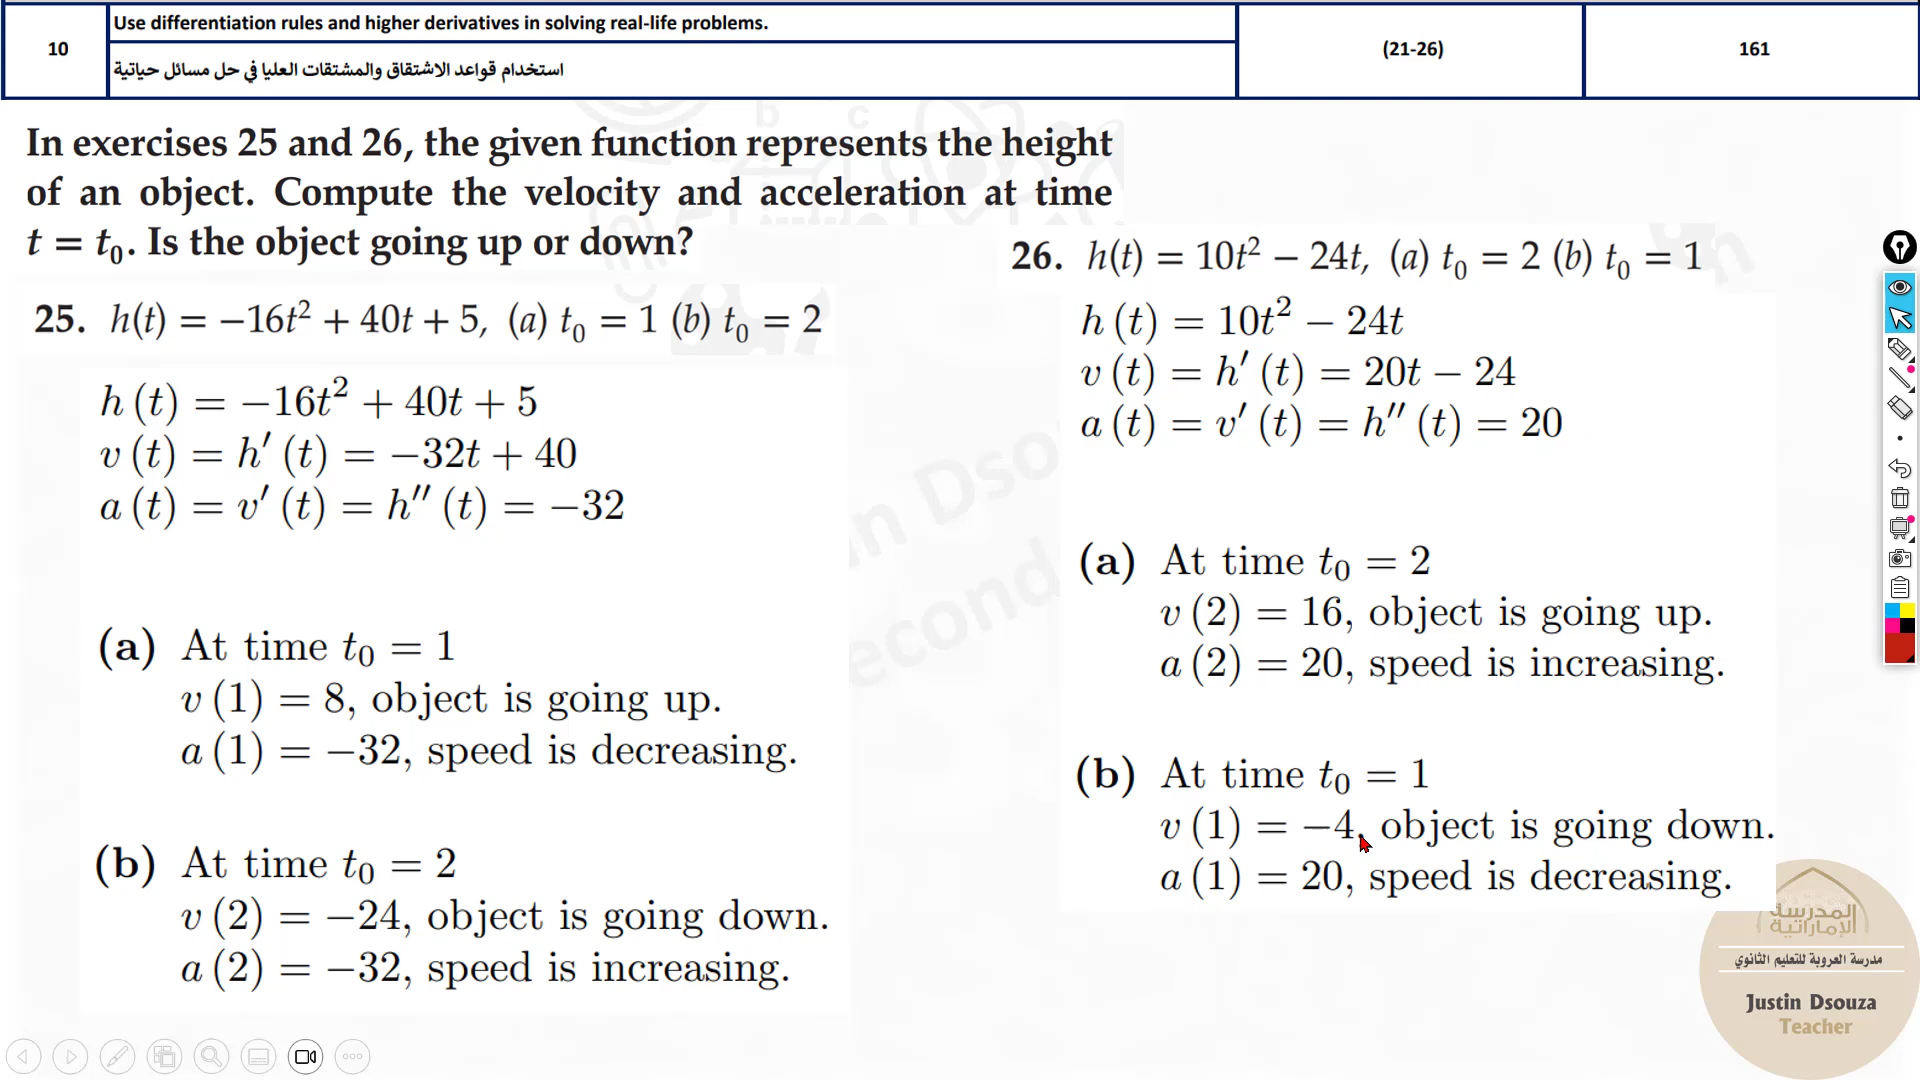 10
Use differentiation rules and higher derivatives in solving real-life problems.
استخدام قواعد الاشتقاق والمشتقات العليا في حل مسائل حياتية
(21-26)
161
In exercises 25 and 26, the given function represents the height
of an object. Compute the velocity and acceleration at time
t = t₀. Is the object going up or down?
25. h(t) = −16t² + 40t + 5, (a) t₀ = 1 (b) t₀ = 2
h (t) = −16t² + 40t + 5
v (t) = h′ (t) = −32t + 40
a (t) = v′ (t) = h″ (t) = −32
(a) At time t₀ = 1
v (1) = 8, object is going up.
a (1) = −32, speed is decreasing.
(b) At time t₀ = 2
v (2) = −24, object is going down.
a (2) = −32, speed is increasing.
26. h(t) = 10t² − 24t, (a) t₀ = 2 (b) t₀ = 1
h (t) = 10t² − 24t
v (t) = h′ (t) = 20t − 24
a (t) = v′ (t) = h″ (t) = 20
(a) At time t₀ = 2
v (2) = 16, object is going up.
a (2) = 20, speed is increasing.
(b) At time t₀ = 1
v (1) = −4, object is going down.
a (1) = 20, speed is decreasing.
المدرسة
الإماراتية
مدرسة العروبة للتعليم الثانوي
Justin Dsouza
Teacher